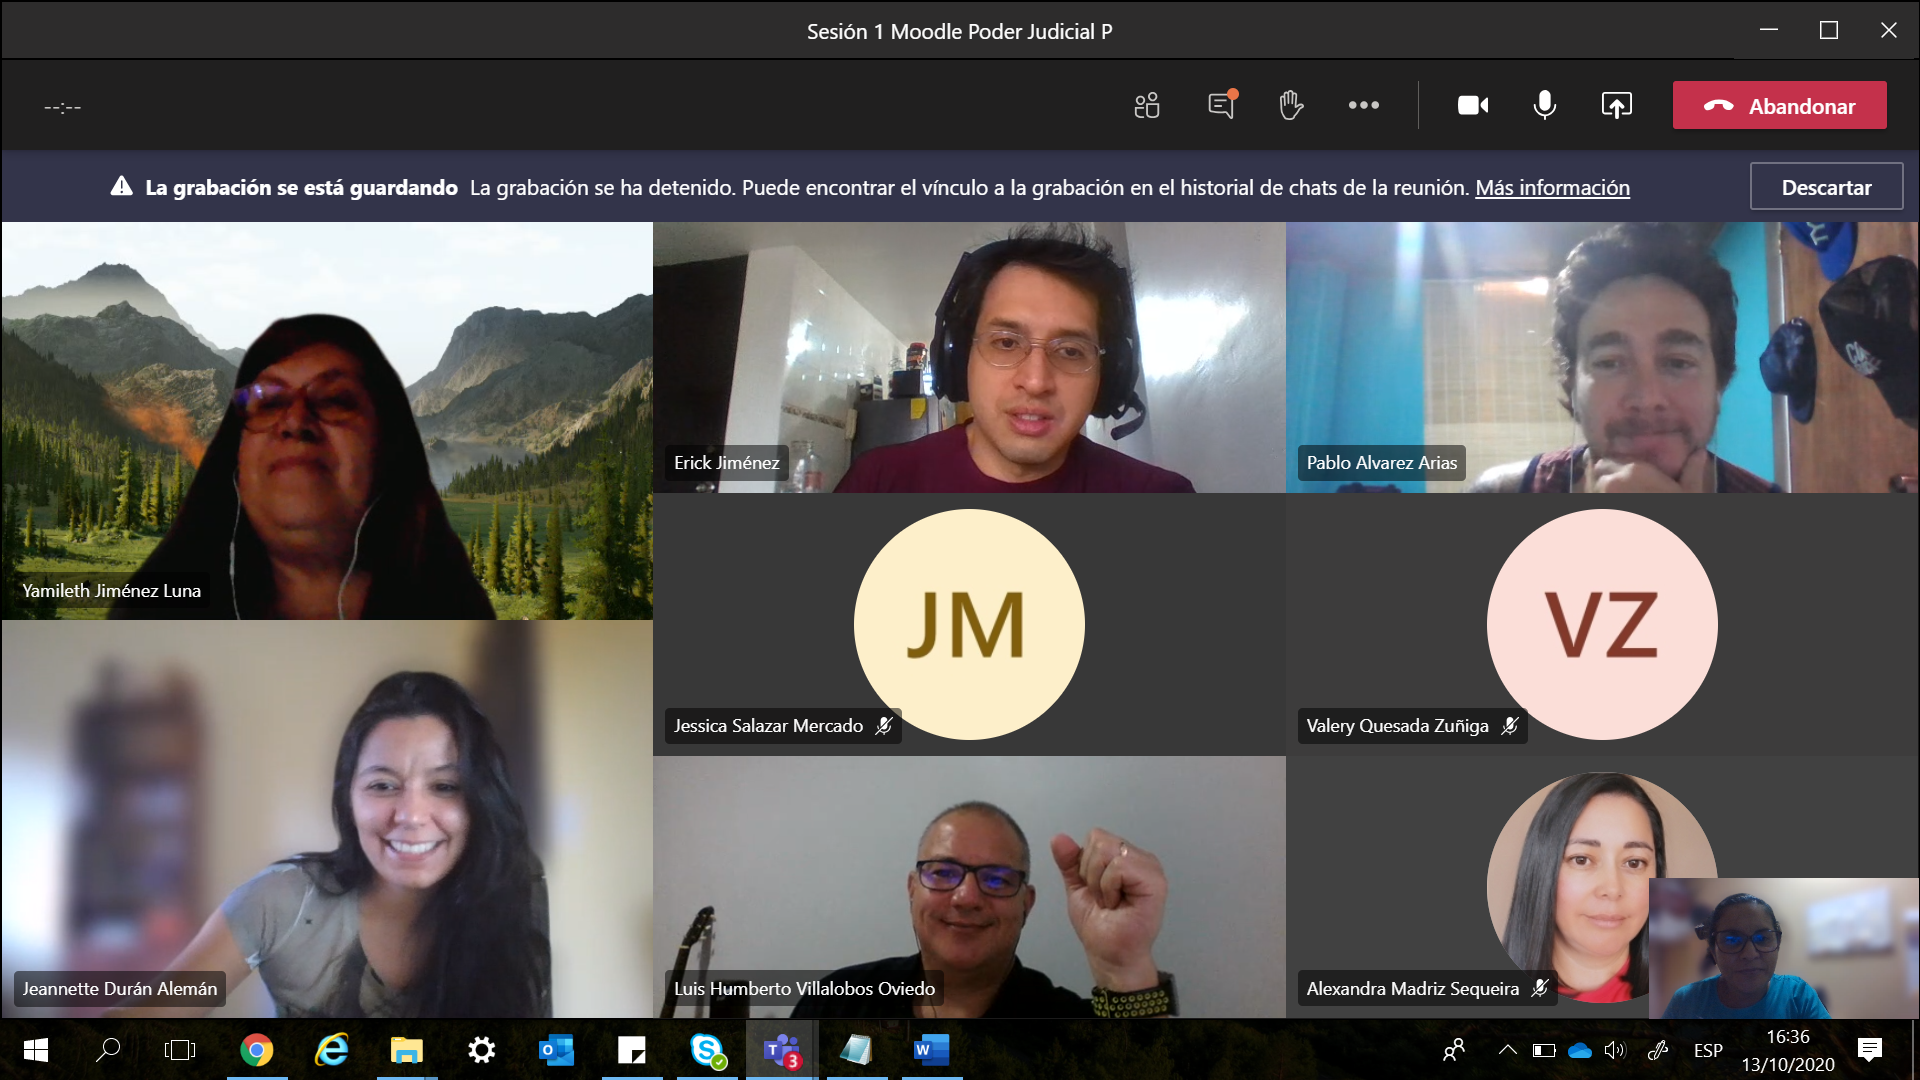 Sesión 1 Moodle Poder Judicial P
--:--
Abandonar
La grabación se está guardando La grabación se ha detenido. Puede encontrar el vínculo a la grabación en el historial de chats de la reunión. Más información
Descartar
Yamileth Jiménez Luna
Erick Jiménez
Pablo Alvarez Arias
JM
Jessica Salazar Mercado
VZ
Valery Quesada Zuñiga
Jeannette Durán Alemán
Luis Humberto Villalobos Oviedo
Alexandra Madriz Sequeira
O
S
T
3
W
ESP
16:36
13/10/2020